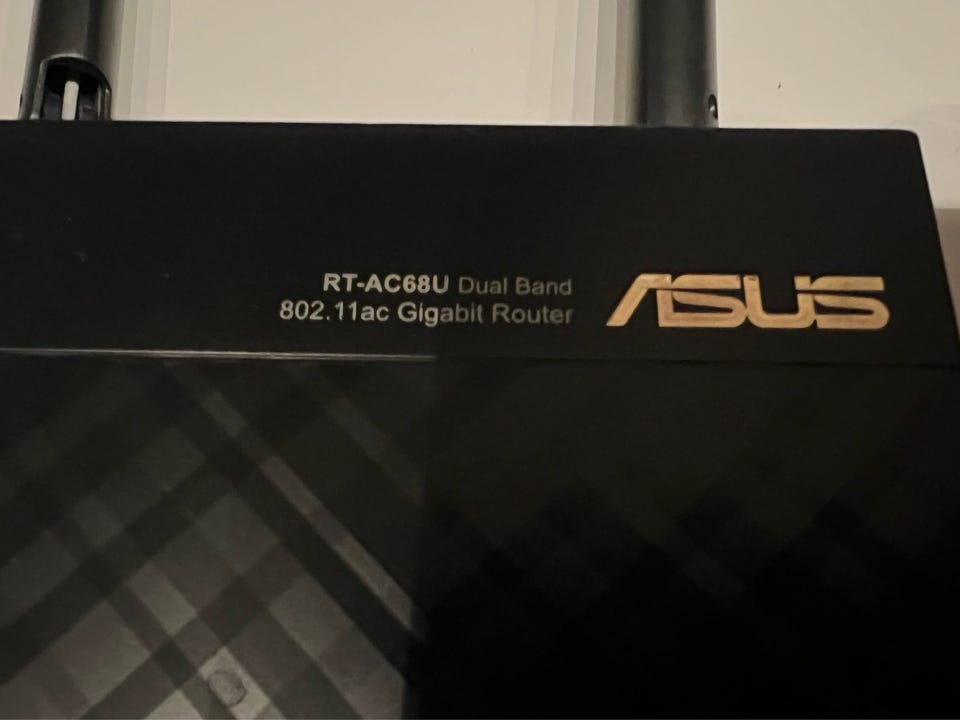 RT-AC68U Dual Band
802.11ac Gigabit Router
ASUS